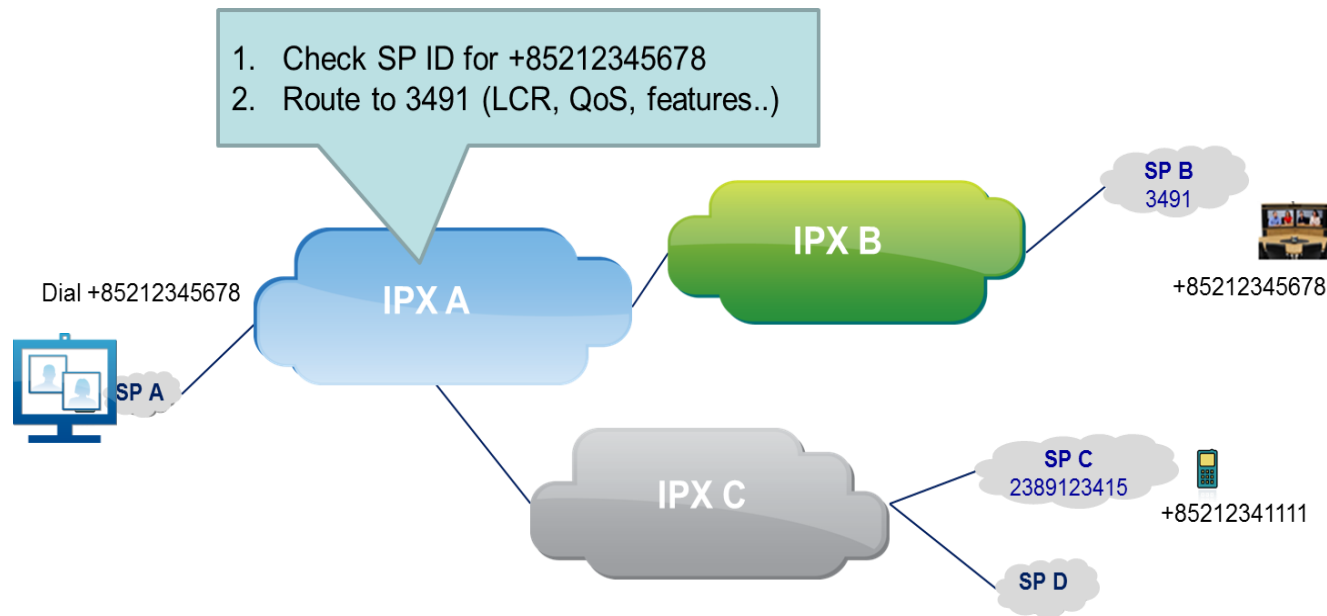 1. Check SP ID for +85212345678
2. Route to 3491 (LCR, QoS, features..)
SP B
3491
IPX B
+85212345678
Dial +85212345678
IPX A
SP A
SP C
2389123415
IPX C
+85212341111
SP D